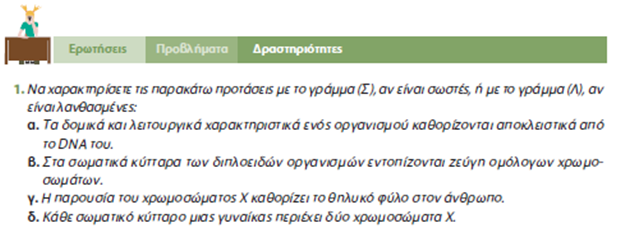 Ερωτήσεις Προβλήματα Δραστηριότητες
1. Να χαρακτηρίσετε τις παρακάτω προτάσεις με το γράμμα (Σ), αν είναι σωστές, ή με το γράμμα (Λ), αν
είναι λανθασμένες:
α. Τα δομικά και λειτουργικά χαρακτηριστικά ενός οργανισμού καθορίζονται αποκλειστικά από
το DNA του.
β. Στα σωματικά κύτταρα των διπλοειδών οργανισμών εντοπίζονται ζεύγη ομόλογων χρωμο-
σωμάτων.
γ. Η παρουσία του χρωμοσώματος Χ καθορίζει το θηλυκό φύλο στον άνθρωπο.
δ. Κάθε σωματικό κύτταρο μιας γυναίκας περιέχει δύο χρωμοσώματα Χ.